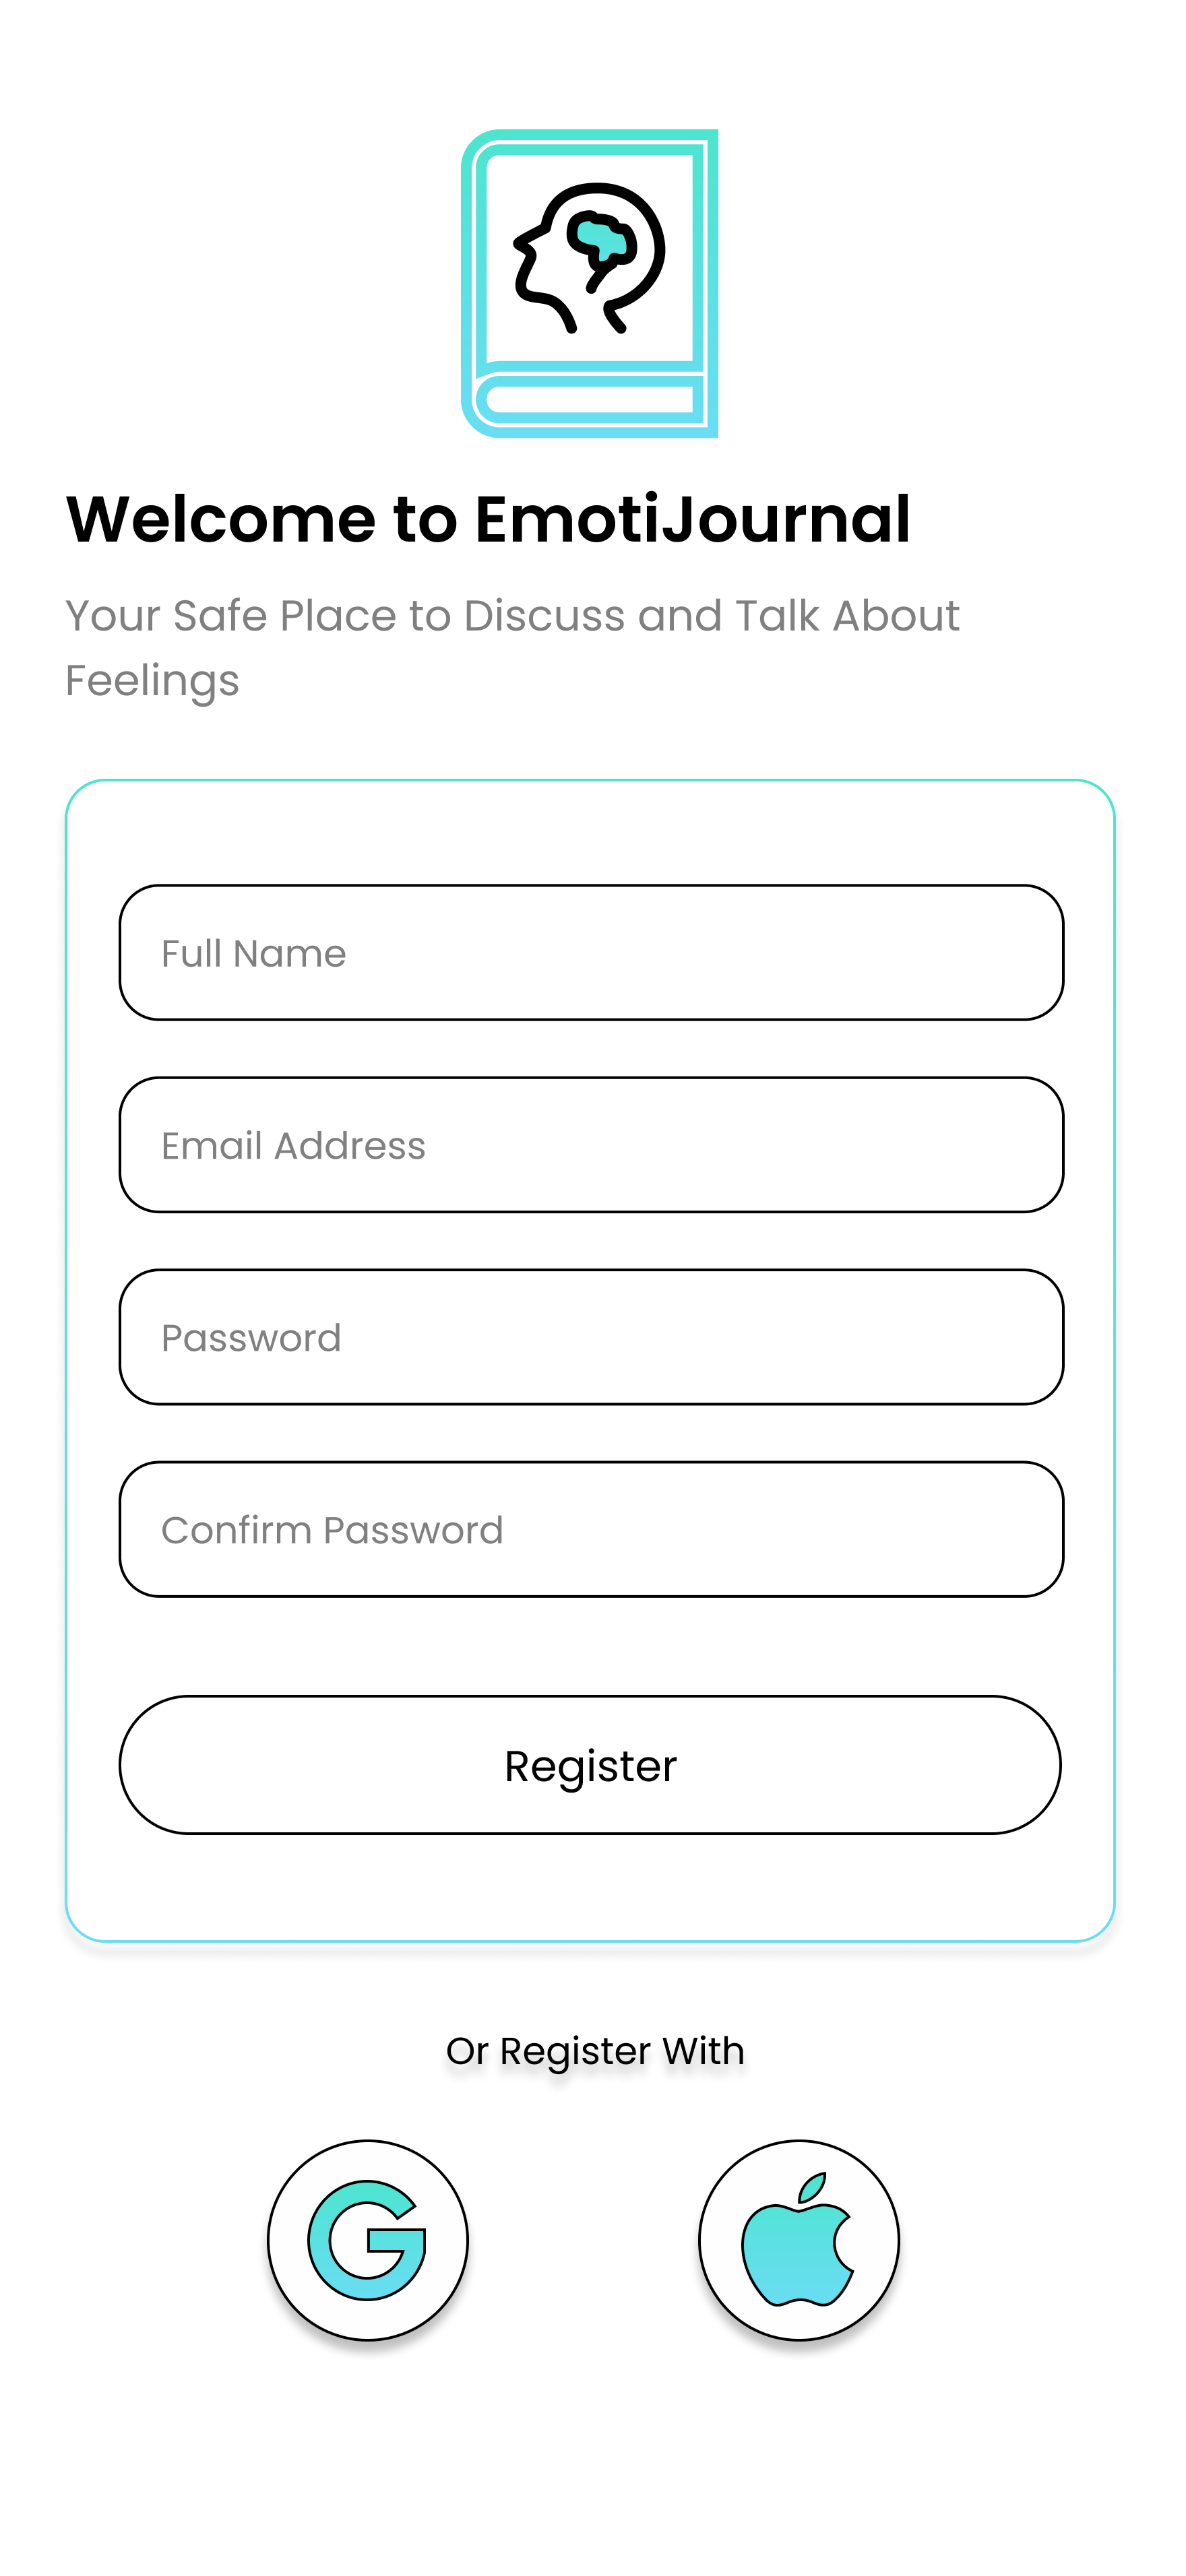 Welcome to EmotiJournal
Your Safe Place to Discuss and Talk About
Feelings
Full Name
Email Address
Password
Confirm Password
Register
Or Register With
G